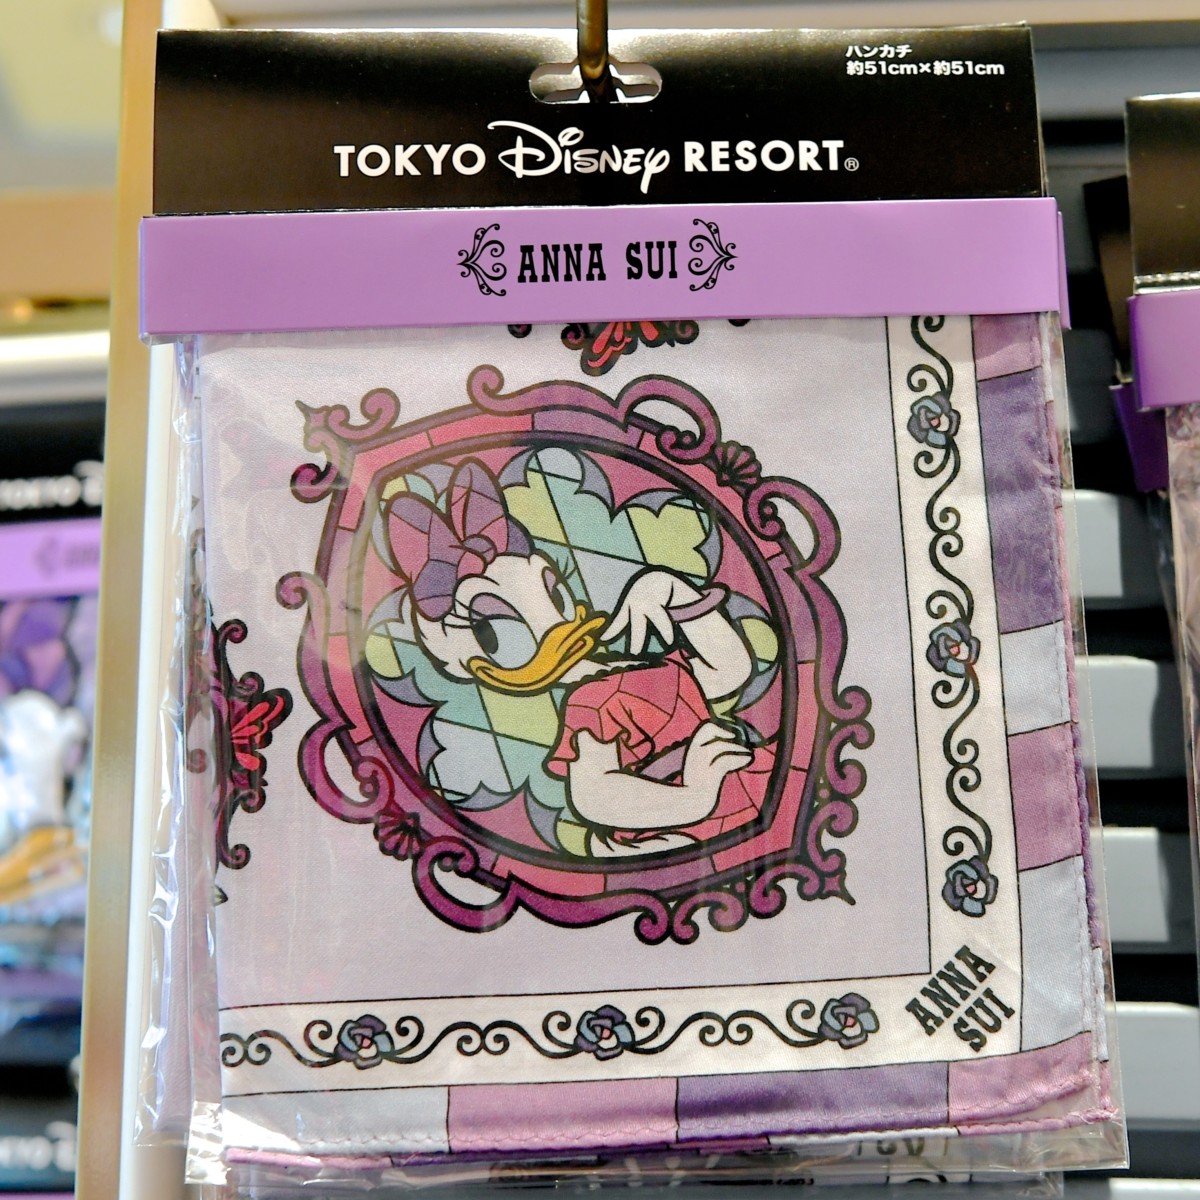 ハンカチ
約51cm×約51cm
TOKYO Disney RESORT®
ANNA SUI
ANNA
SUI
TOKYO D